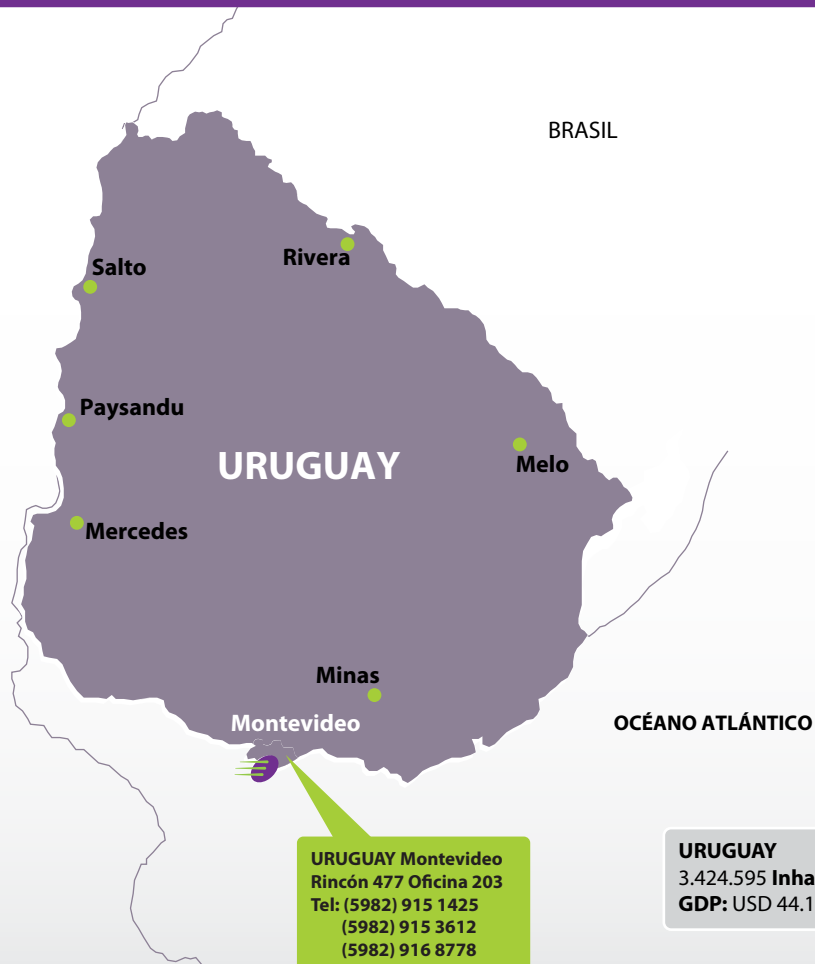 BRASIL
Rivera
Salto
Paysandu
URUGUAY
Melo
Mercedes
Minas
Montevideo
OCÉANO ATLÁNTICO
URUGUAY Montevideo
Rincón 477 Oficina 203
Tel: (5982) 915 1425
(5982) 915 3612
(5982) 916 8778
URUGUAY
3.424.595
GDP: USD 44.1